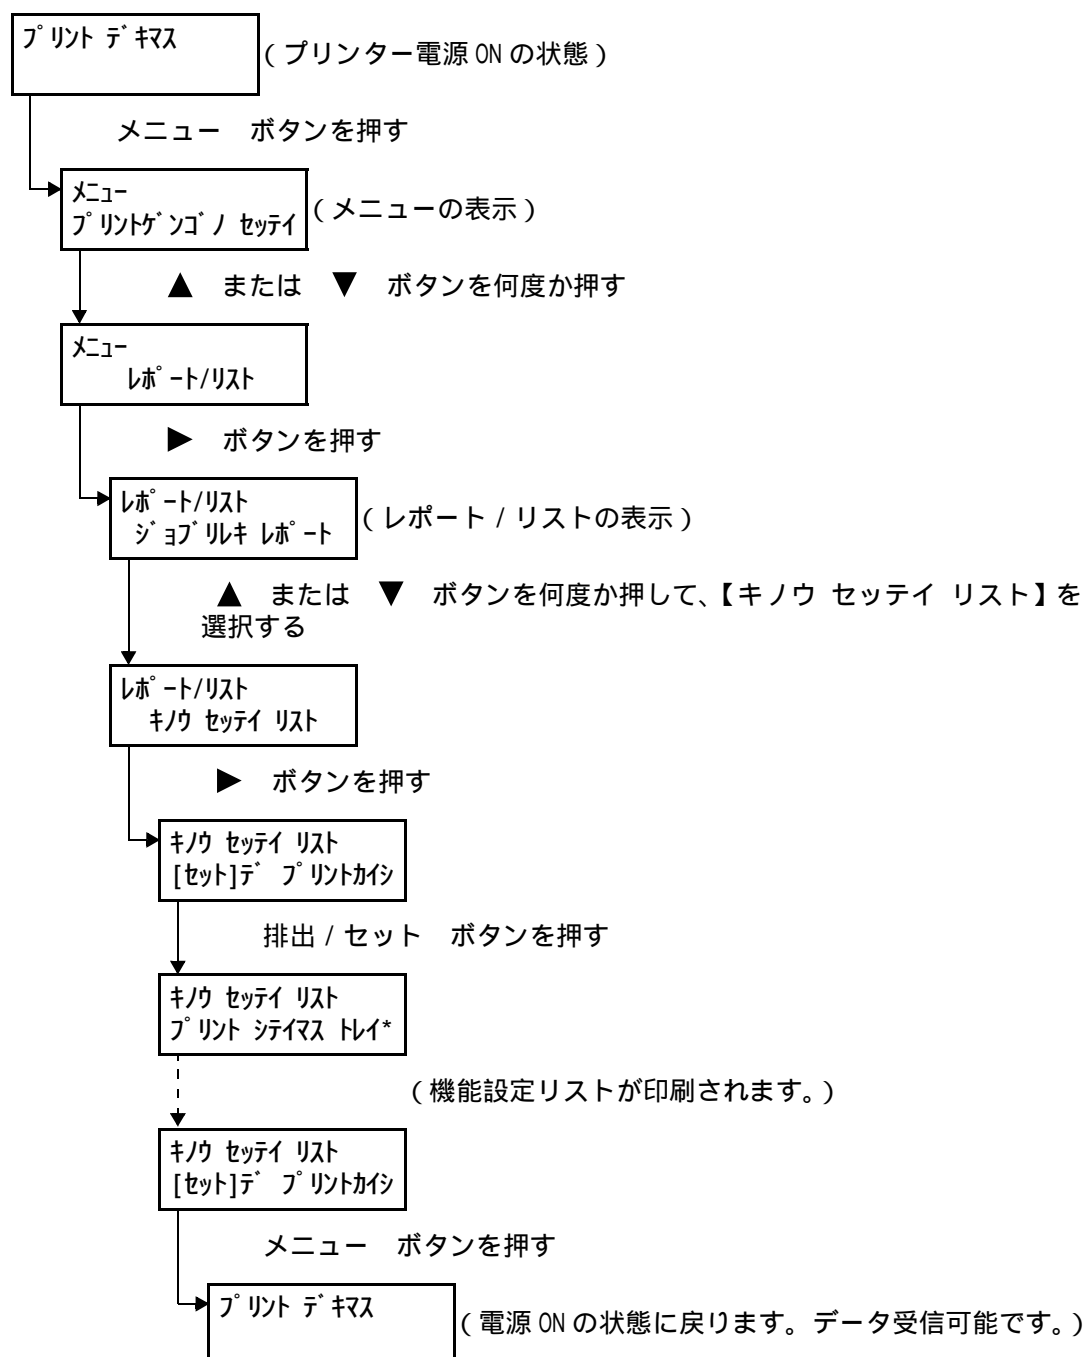 ﾌﾟﾘﾝﾄ ﾃﾞｷﾏｽ
（プリンター電源 ON の状態）
メニュー　ボタンを押す
ﾒﾆｭｰ
ﾌﾟﾘﾝﾄｹﾞﾝｺﾞﾉ ｾｯﾃｲ
（メニューの表示）
▲　または　▼　ボタンを何度か押す
ﾒﾆｭｰ
ﾚﾎﾟｰﾄ/ﾘｽﾄ
▶　ボタンを押す
ﾚﾎﾟｰﾄ/ﾘｽﾄ
ｼﾞｮﾌﾞﾘﾚｷ ﾚﾎﾟｰﾄ
（レポート / リストの表示）
▲　または　▼　ボタンを何度か押して、【キノウ セッテイ リスト】を
選択する
ﾚﾎﾟｰﾄ/ﾘｽﾄ
ｷﾉｳ ｾｯﾃｲ ﾘｽﾄ
▶　ボタンを押す
ｷﾉｳ ｾｯﾃｲ ﾘｽﾄ
[ｾｯﾄ]ﾃﾞ ﾌﾟﾘﾝﾄｶｲｼ
排出 / セット　ボタンを押す
ｷﾉｳ ｾｯﾃｲ ﾘｽﾄ
ﾌﾟﾘﾝﾄ ｼﾃｲﾏｽ ﾄﾚｲ*
（機能設定リストが印刷されます。）
ｷﾉｳ ｾｯﾃｲ ﾘｽﾄ
[ｾｯﾄ]ﾃﾞ ﾌﾟﾘﾝﾄｶｲｼ
メニュー　ボタンを押す
ﾌﾟﾘﾝﾄ ﾃﾞｷﾏｽ
（電源 ON の状態に戻ります。データ受信可能です。）